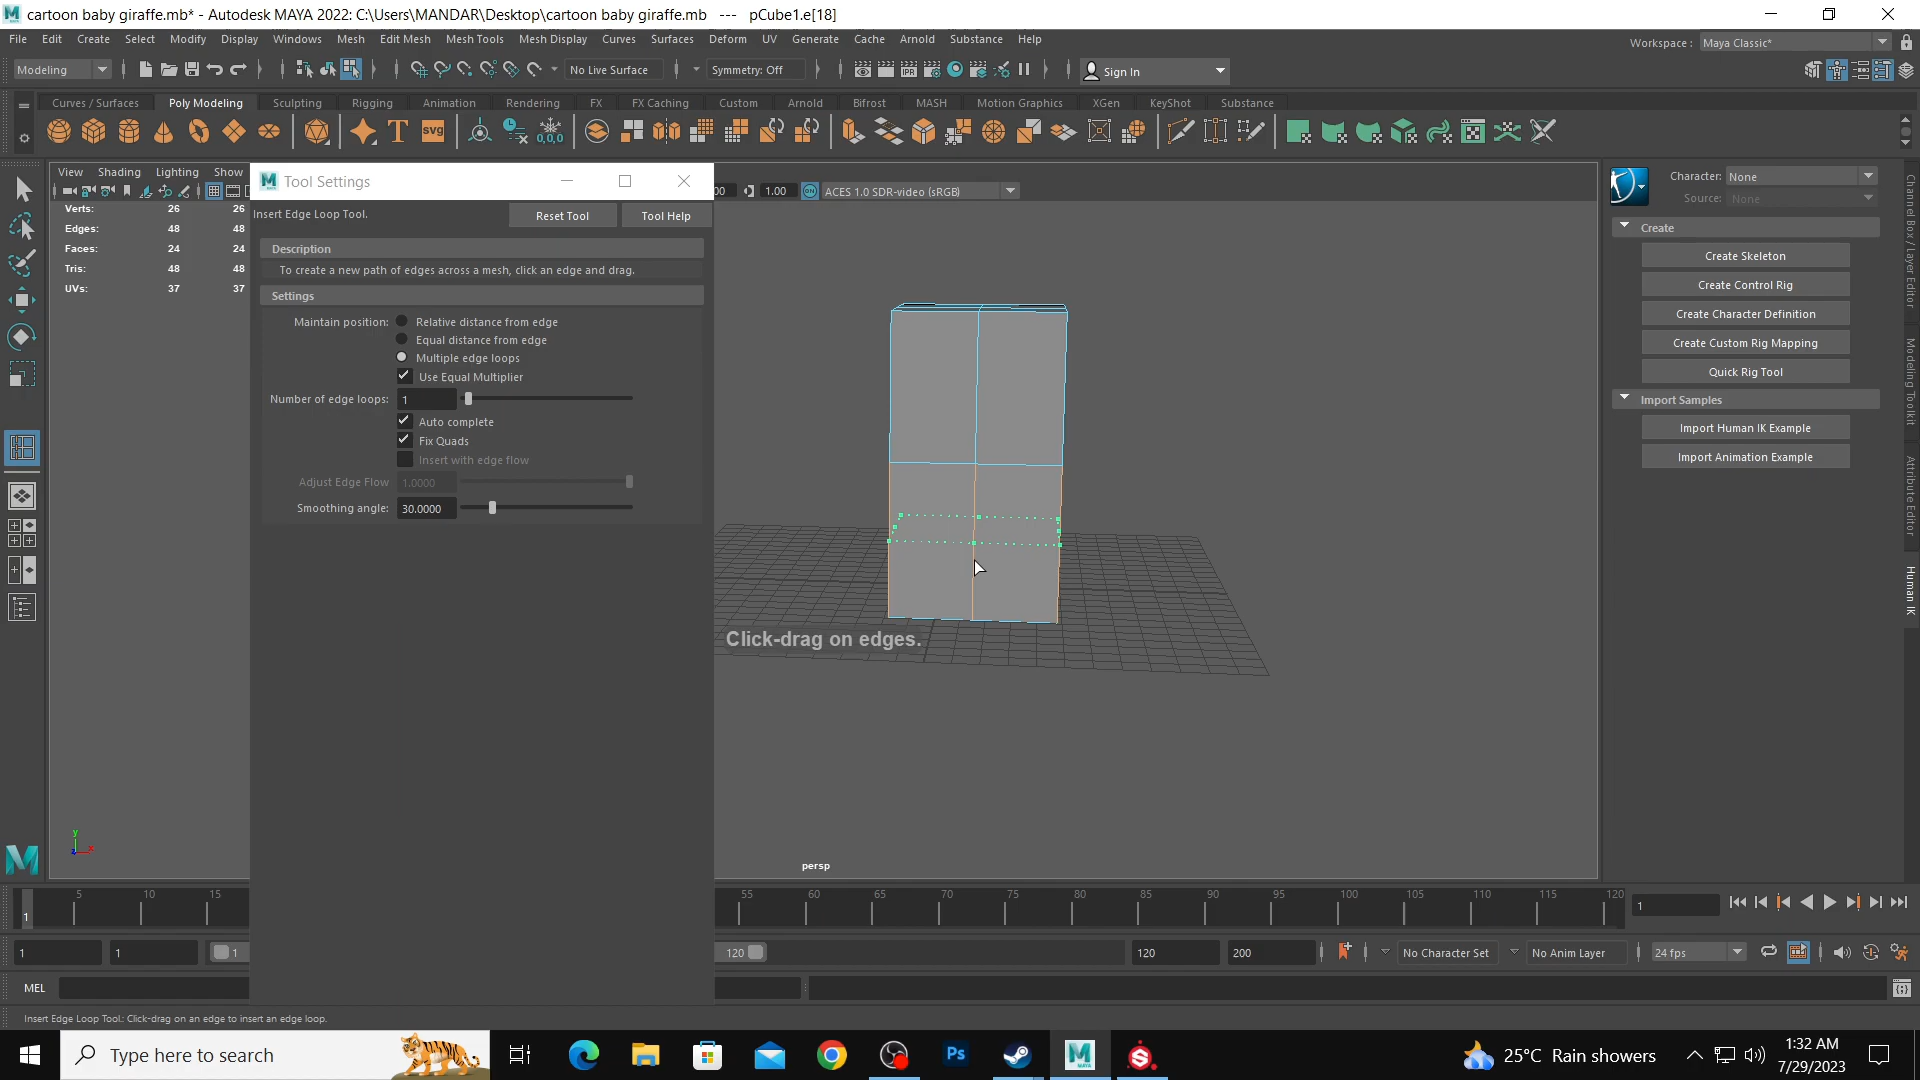 cartoon baby giraffe.mb* - Autodesk MAYA 2022: C:\Users\MANDAR\Desktop\cartoon baby giraffe.mb --- pCube1.e[18]
File Edit Create Select Modify Display Windows Mesh Edit Mesh Mesh Tools Mesh Display Curves Surfaces Deform UV Generate Cache Arnold Substance Help
Workspace : Maya Classic*
Modeling No Live Surface Symmetry: Off Sign In
Curves / Surfaces Poly Modeling Sculpting Rigging Animation Rendering FX FX Caching Custom Arnold Bifrost MASH Motion Graphics XGen KeyShot Substance
View Shading Lighting Show
Tool Settings
00 1.00 ACES 1.0 SDR-video (sRGB)
Verts: 26 26
Edges: 48 48
Faces: 24 24
Tris: 48 48
UVs: 37 37
Insert Edge Loop Tool.
Reset Tool
Tool Help
Description
To create a new path of edges across a mesh, click an edge and drag.
Settings
Maintain position: Relative distance from edge
Equal distance from edge
Multiple edge loops
Use Equal Multiplier
Number of edge loops: 1
Auto complete
Fix Quads
Insert with edge flow
Adjust Edge Flow 1.0000
Smoothing angle: 30.0000
Click-drag on edges.
persp
y
x
z
Character: None
Source: None
Create
Create Skeleton
Create Control Rig
Create Character Definition
Create Custom Rig Mapping
Quick Rig Tool
Import Samples
Import Human IK Example
Import Animation Example
Channel Box / Layer Editor
Modeling Toolkit
Attribute Editor
Human IK
1 5 10 15 55 60 65 70 75 80 85 90 95 100 105 110 115 120
1
1 1 1 120 120 200 No Character Set No Anim Layer 24 fps
MEL
Insert Edge Loop Tool: Click-drag on an edge to insert an edge loop.
Type here to search
Ps
25°C Rain showers
1:32 AM
7/29/2023